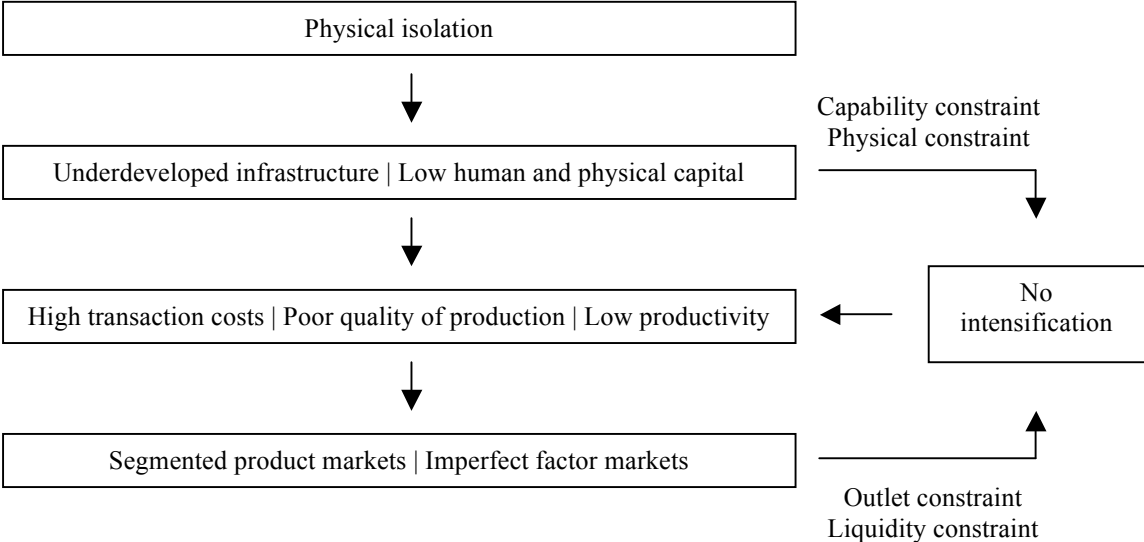 Physical isolation
Capability constraint
Physical constraint
Underdeveloped infrastructure | Low human and physical capital
No
intensification
High transaction costs | Poor quality of production | Low productivity
Segmented product markets | Imperfect factor markets
Outlet constraint
Liquidity constraint